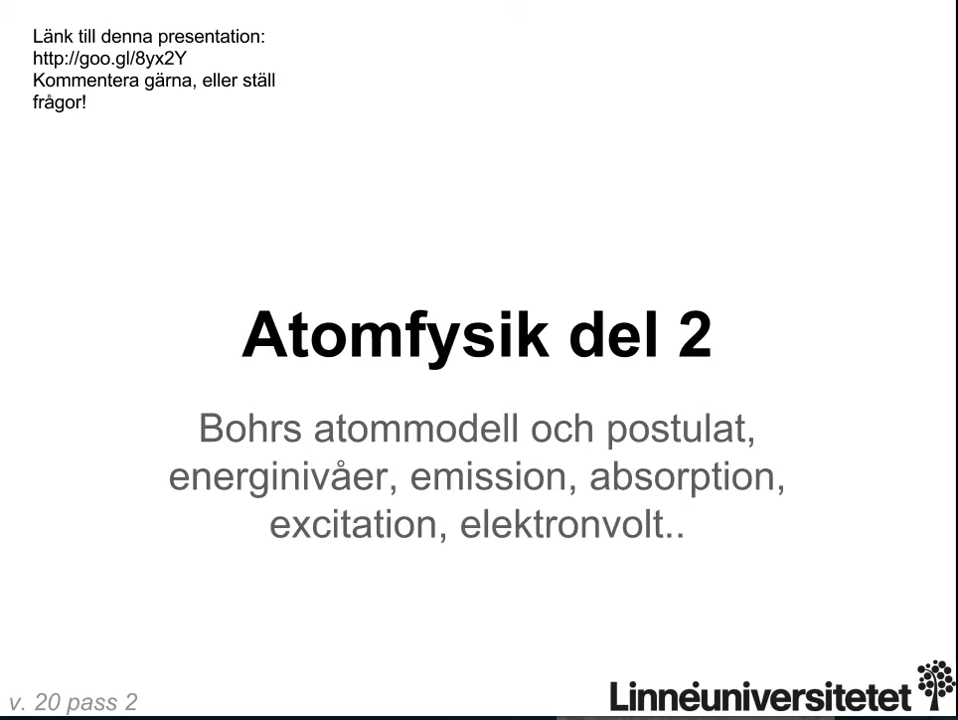 Länk till denna presentation:
http://goo.gl/8yx2Y
Kommentera gärna, eller ställ
frågor!
Atomfysik del 2
Bohrs atommodell och postulat,
energinivåer, emission, absorption,
excitation, elektronvolt..
v. 20 pass 2
Linnéuniversitetet